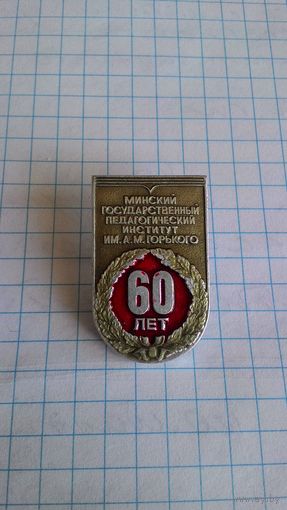 МИНСКИЙ
ГОСУДАРСТВЕННЫЙ
ПЕДАГОГИЧЕСКИЙ
ИНСТИТУТ
ИМ. А.М. ГОРЬКОГО
60
ЛЕТ